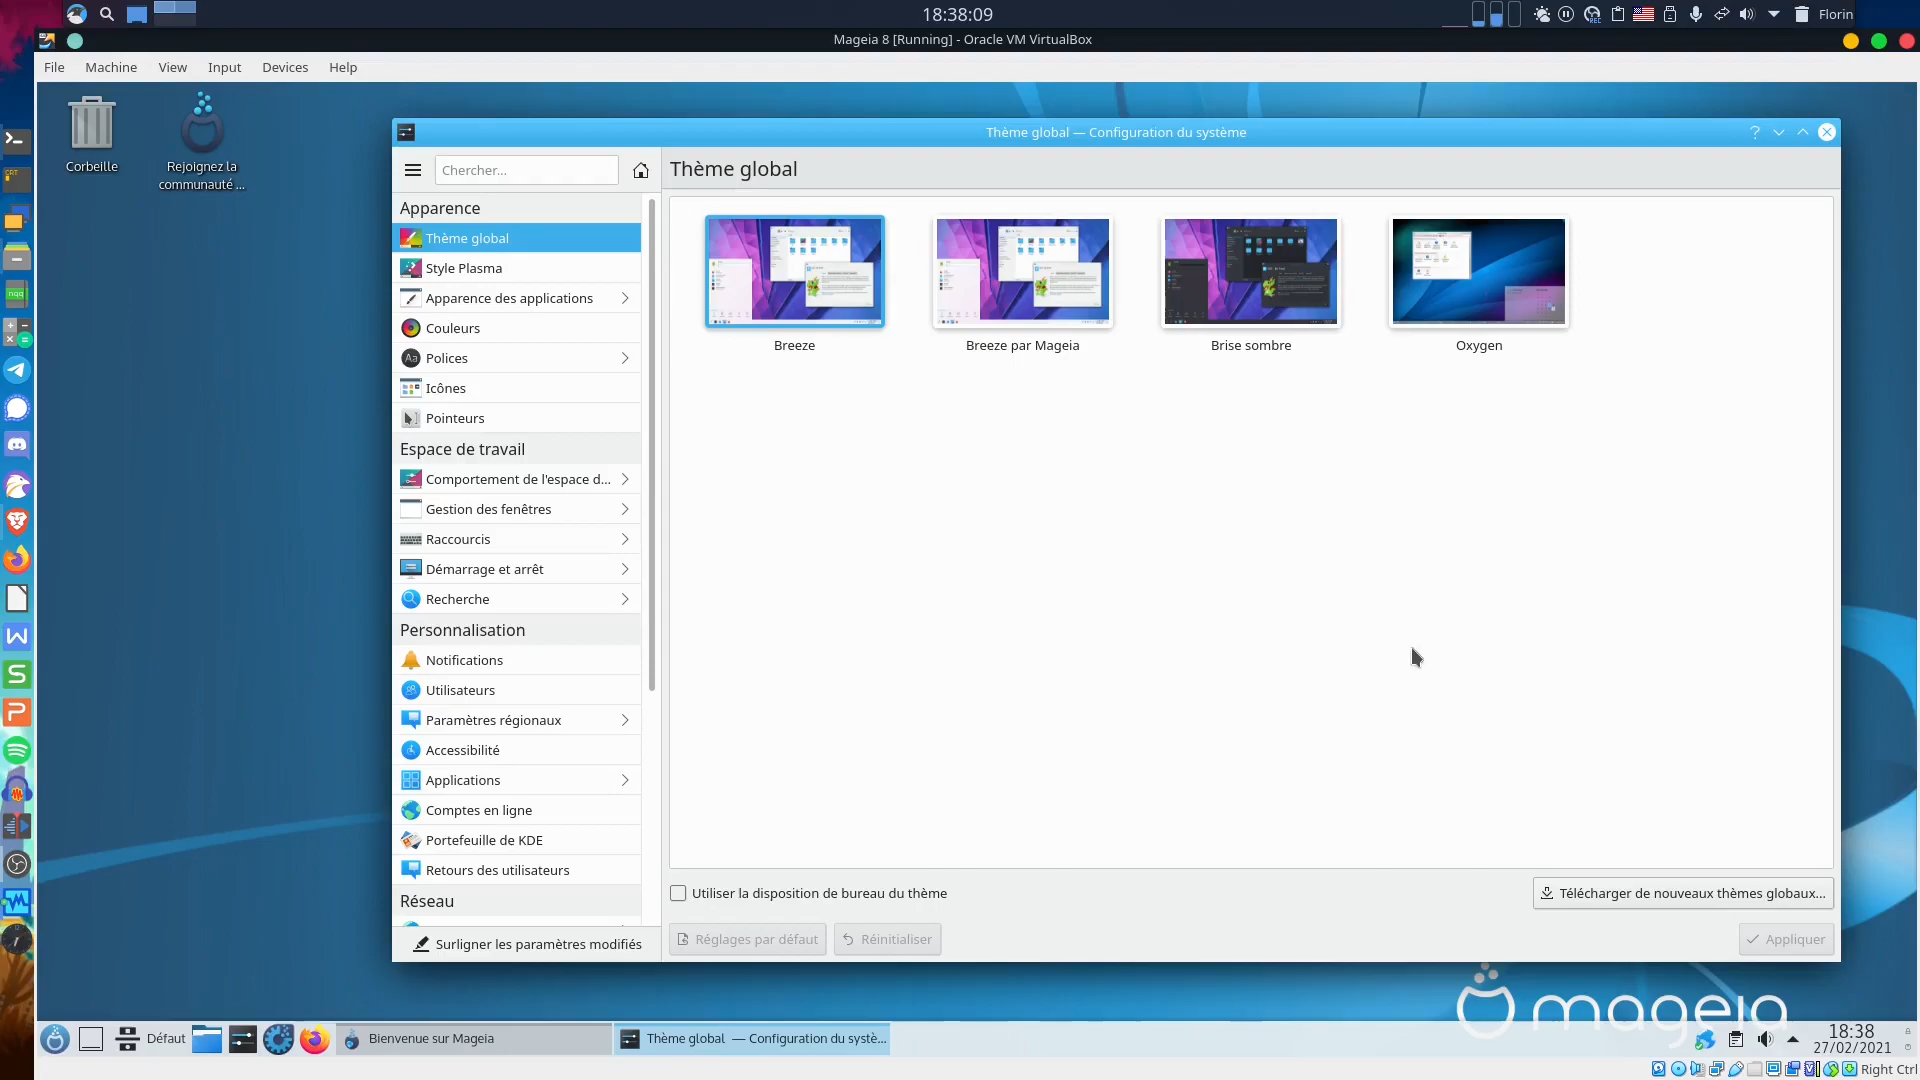 18:38:09
Florin
Mageia 8 [Running] - Oracle VM VirtualBox
File Machine View Input Devices Help
Corbeille
Rejoignez la
communauté ...
Thème global — Configuration du système
Chercher...
Thème global
Apparence
Thème global
Style Plasma
Apparence des applications
Couleurs
Polices
Icônes
Pointeurs
Espace de travail
Comportement de l'espace d...
Gestion des fenêtres
Raccourcis
Démarrage et arrêt
Recherche
Personnalisation
Notifications
Utilisateurs
Paramètres régionaux
Accessibilité
Applications
Comptes en ligne
Portefeuille de KDE
Retours des utilisateurs
Réseau
Surligner les paramètres modifiés
Breeze
Breeze par Mageia
Brise sombre
Oxygen
Utiliser la disposition de bureau du thème
Télécharger de nouveaux thèmes globaux...
Réglages par défaut
Réinitialiser
Appliquer
mageia
Défaut
Bienvenue sur Mageia
Thème global — Configuration du systè...
18:38
27/02/2021
Right Ctrl